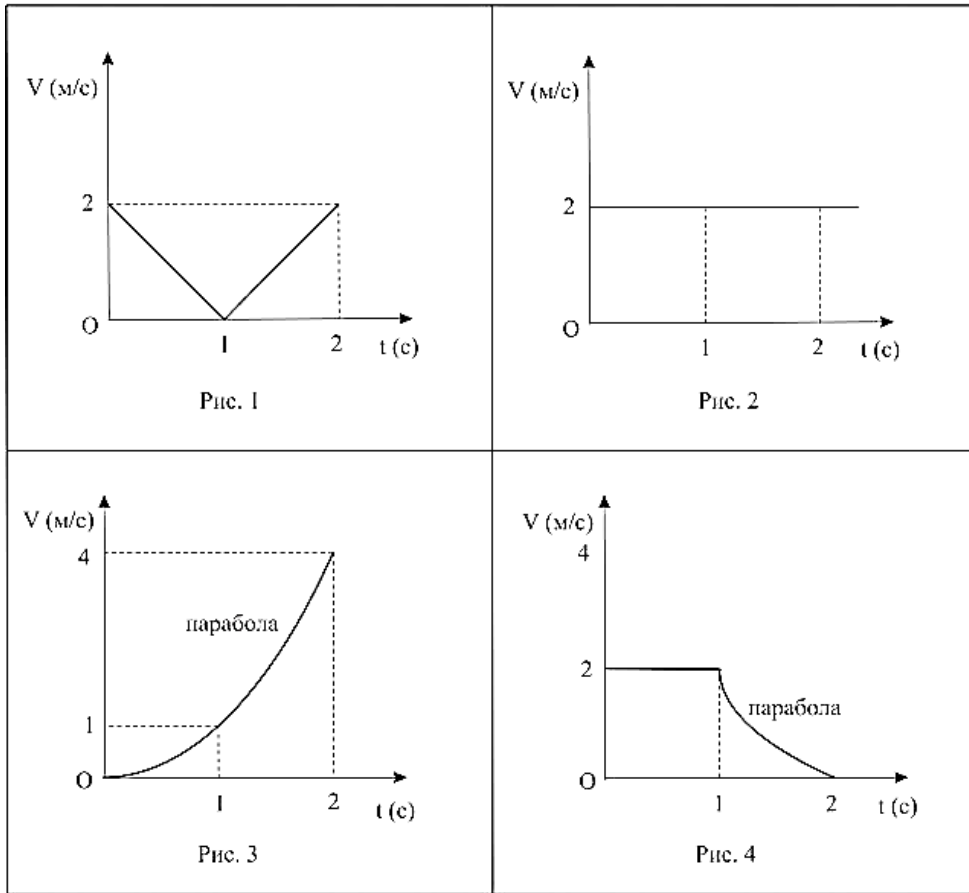 V (м/с)
2
O
1
2
t (с)
Рис. 1
V (м/с)
2
O
1
2
t (с)
Рис. 2
V (м/с)
4
парабола
1
O
1
2
t (с)
Рис. 3
V (м/с)
4
2
парабола
O
1
2
t (с)
Рис. 4